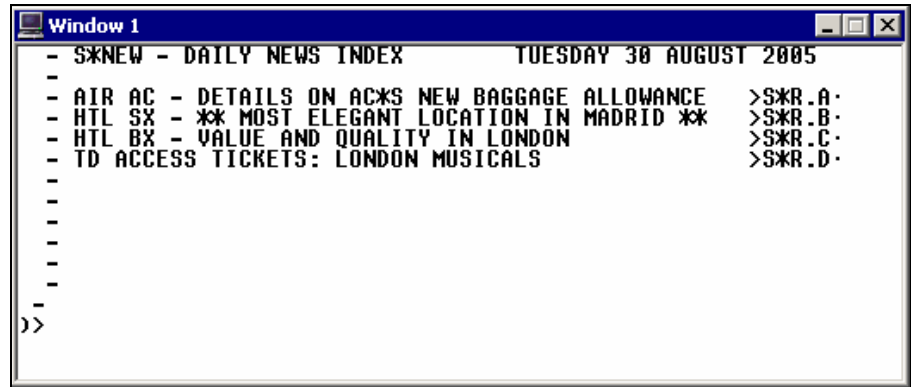 Window 1
- S*NEW - DAILY NEWS INDEX TUESDAY 30 AUGUST 2005
-
- AIR AC - DETAILS ON AC*S NEW BAGGAGE ALLOWANCE >S*R.A·
- HTL SX - ** MOST ELEGANT LOCATION IN MADRID ** >S*R.B·
- HTL BX - VALUE AND QUALITY IN LONDON >S*R.C·
- TD ACCESS TICKETS: LONDON MUSICALS >S*R.D·
-
-
-
-
-
-
-
)>